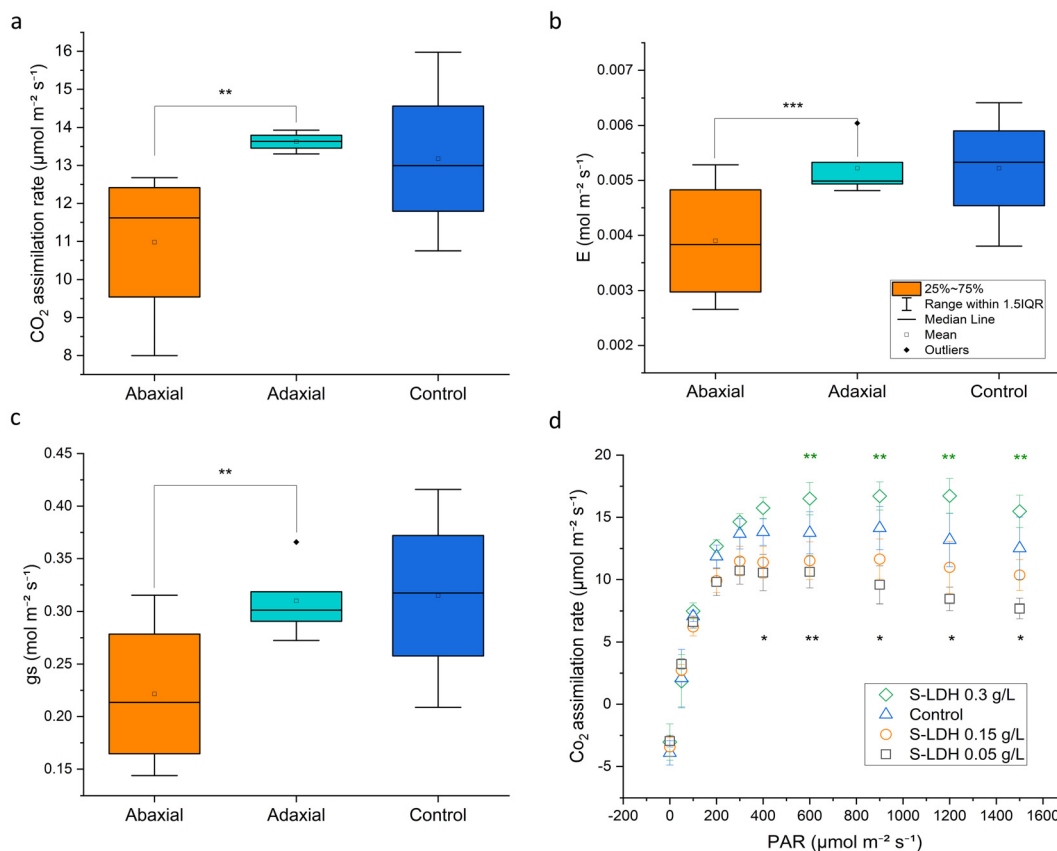 a
CO₂ assimilation rate (µmol m⁻² s⁻¹)
16
15
14
13
12
11
10
9
8
**
Abaxial
Adaxial
Control
b
E (mol m⁻² s⁻¹)
0.007
0.006
0.005
0.004
0.003
0.002
***
25%~75%
Range within 1.5IQR
Median Line
Mean
Outliers
Abaxial
Adaxial
Control
c
gs (mol m⁻² s⁻¹)
0.45
0.40
0.35
0.30
0.25
0.20
0.15
**
Abaxial
Adaxial
Control
d
Co₂ assimilation rate (µmol m⁻² s⁻¹)
20
15
10
5
0
-5
** ** ** **
* ** * * *
S-LDH 0.3 g/L
Control
S-LDH 0.15 g/L
S-LDH 0.05 g/L
-200 0 200 400 600 800 1000 1200 1400 1600
PAR (µmol m⁻² s⁻¹)